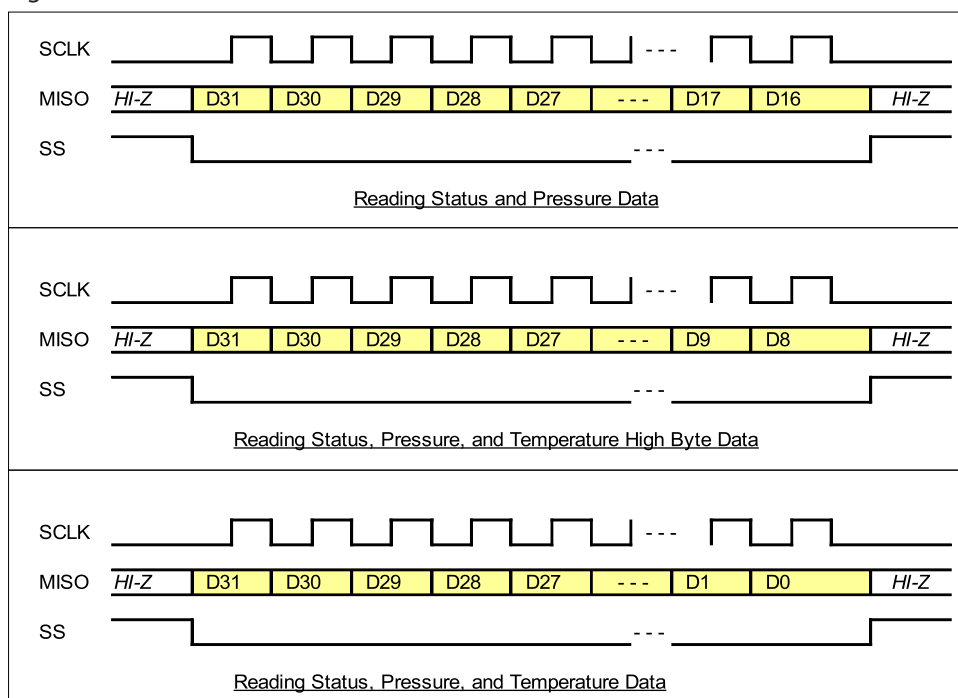 SCLK - - -
MISO HI-Z D31 D30 D29 D28 D27 - - - D17 D16 HI-Z
SS - - -
Reading Status and Pressure Data
SCLK - - -
MISO HI-Z D31 D30 D29 D28 D27 - - - D9 D8 HI-Z
SS - - -
Reading Status, Pressure, and Temperature High Byte Data
SCLK - - -
MISO HI-Z D31 D30 D29 D28 D27 - - - D1 D0 HI-Z
SS - - -
Reading Status, Pressure, and Temperature Data